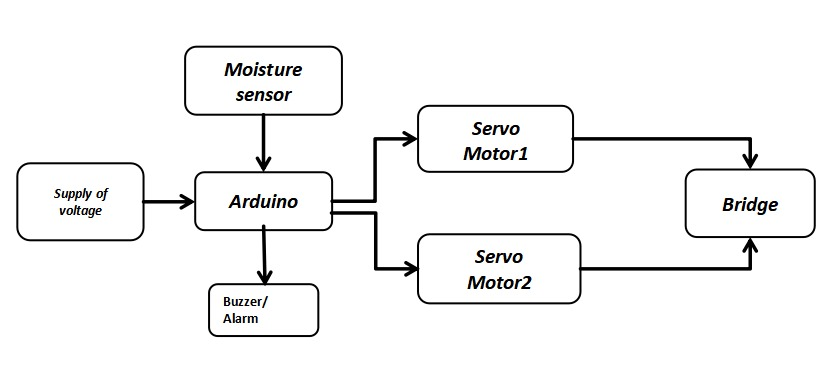 Moisture
sensor
Supply of
voltage
Arduino
Buzzer/
Alarm
Servo
Motor1
Servo
Motor2
Bridge